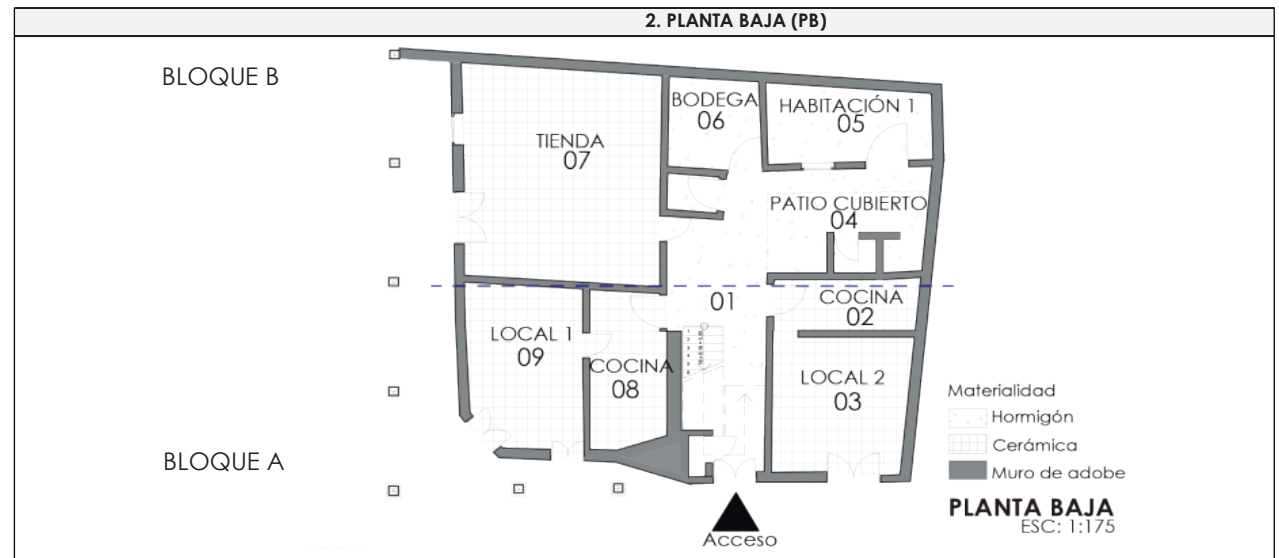 2. PLANTA BAJA (PB)
BLOQUE B
BODEGA
06
HABITACIÓN 1
05
TIENDA
07
PATIO CUBIERTO
04
01
COCINA
02
LOCAL 1
09
COCINA
08
LOCAL 2
03
Materialidad
Hormigón
Cerámica
Muro de adobe
BLOQUE A
PLANTA BAJA
ESC: 1:175
Acceso